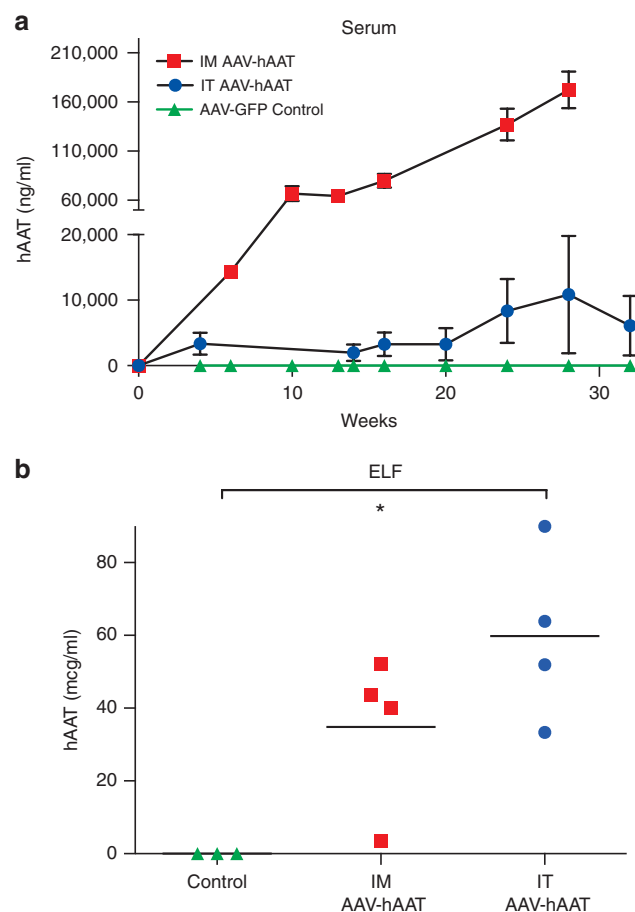 a
Serum
210,000
160,000
110,000
60,000
20,000
10,000
0
hAAT (ng/ml)
IM AAV-hAAT
IT AAV-hAAT
AAV-GFP Control
0 10 20 30
Weeks
b
ELF
*
80
60
40
20
0
hAAT (mcg/ml)
Control IM IT
AAV-hAAT AAV-hAAT